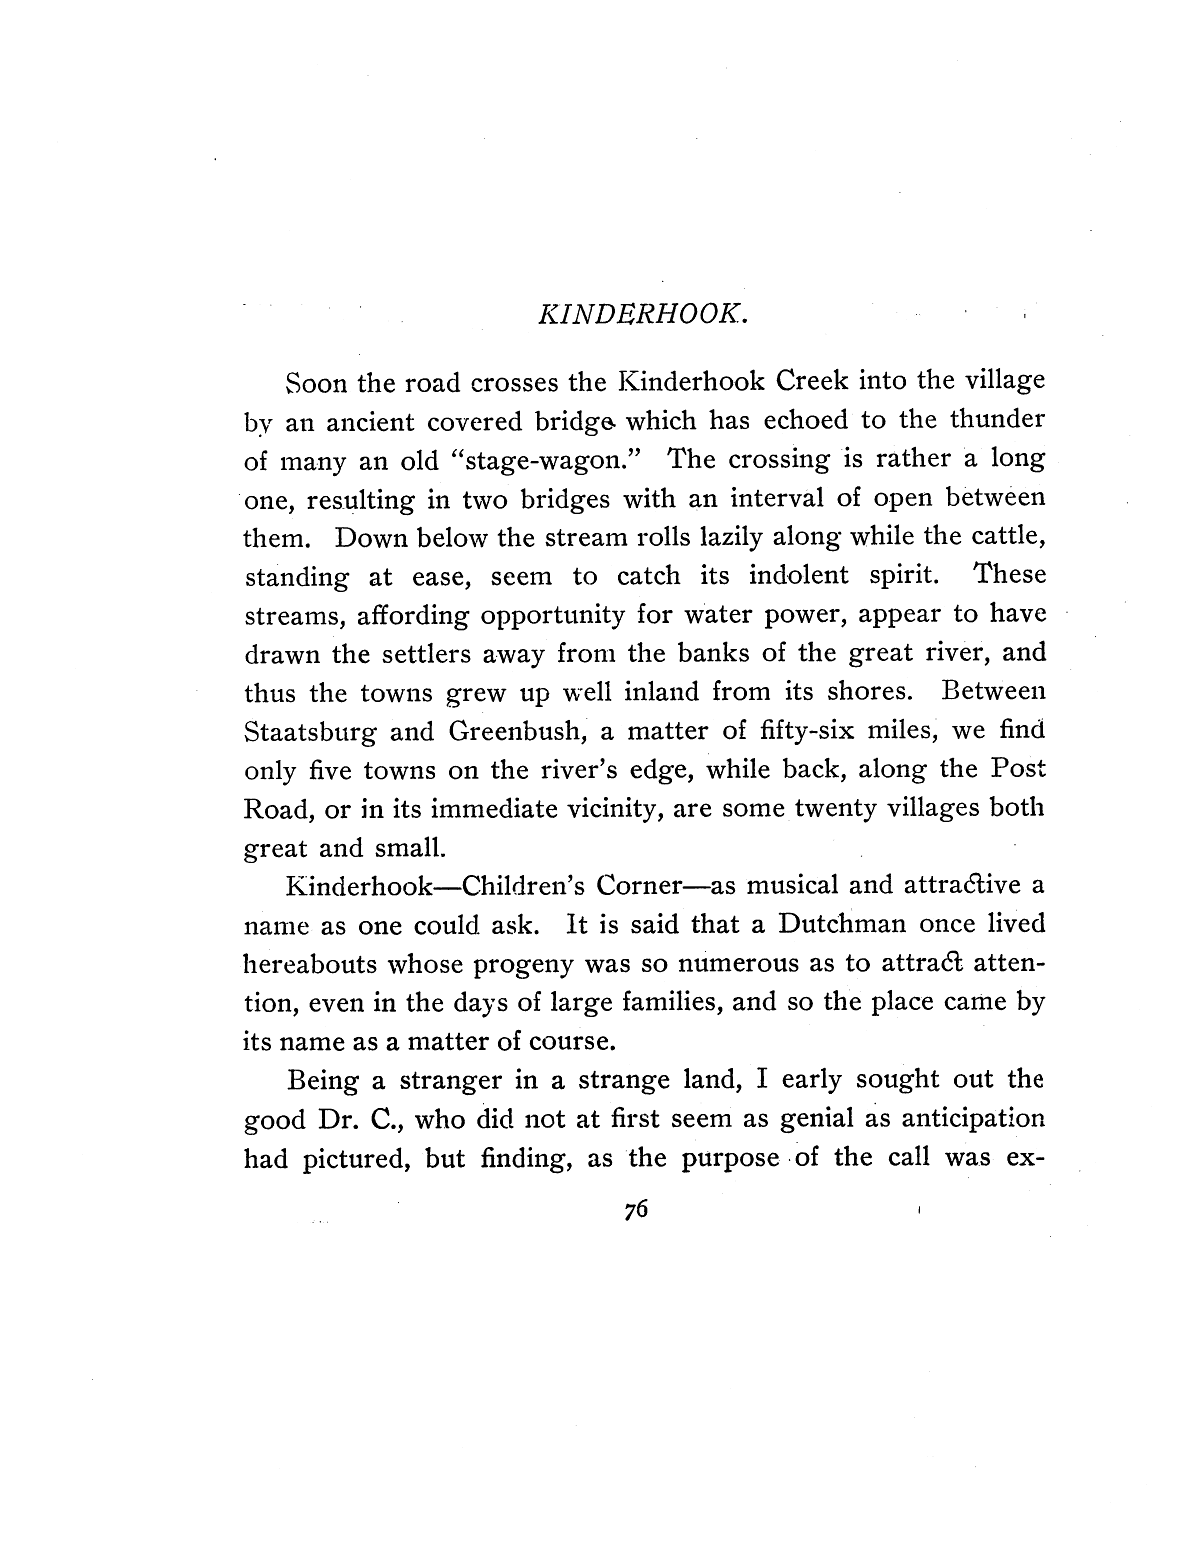 KINDERHOOK.
Soon the road crosses the Kinderhook Creek into the village
by an ancient covered bridge which has echoed to the thunder
of many an old “stage-wagon.” The crossing is rather a long
one, resulting in two bridges with an interval of open between
them. Down below the stream rolls lazily along while the cattle,
standing at ease, seem to catch its indolent spirit. These
streams, affording opportunity for water power, appear to have
drawn the settlers away from the banks of the great river, and
thus the towns grew up well inland from its shores. Between
Staatsburg and Greenbush, a matter of fifty-six miles, we find
only five towns on the river's edge, while back, along the Post
Road, or in its immediate vicinity, are some twenty villages both
great and small.
Kinderhook—Children's Corner—as musical and attractive a
name as one could ask. It is said that a Dutchman once lived
hereabouts whose progeny was so numerous as to attract atten-
tion, even in the days of large families, and so the place came by
its name as a matter of course.
Being a stranger in a strange land, I early sought out the
good Dr. C., who did not at first seem as genial as anticipation
had pictured, but finding, as the purpose of the call was ex-
76